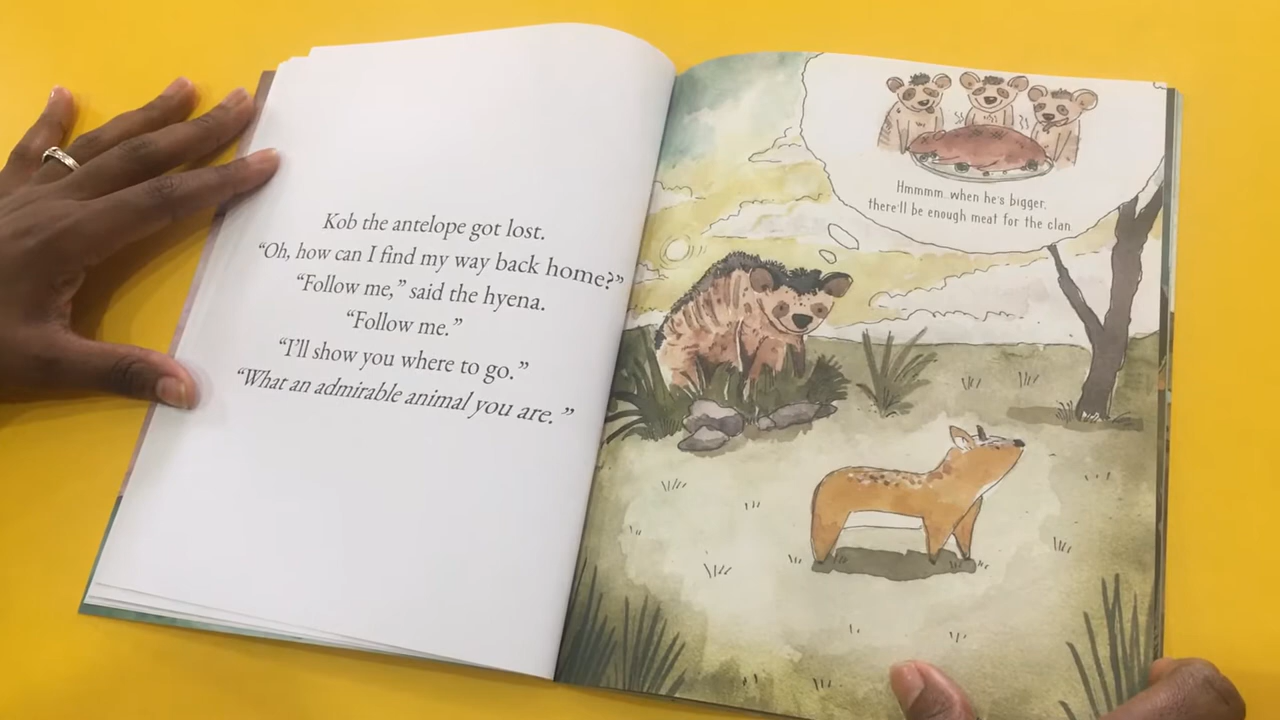 Kob the antelope got lost.
“Oh, how can I find my way back home?”
“Follow me,” said the hyena.
“Follow me.”
“I’ll show you where to go.”
“What an admirable animal you are.”
Hmmmm.. when he's bigger,
there'll be enough meat for the clan.